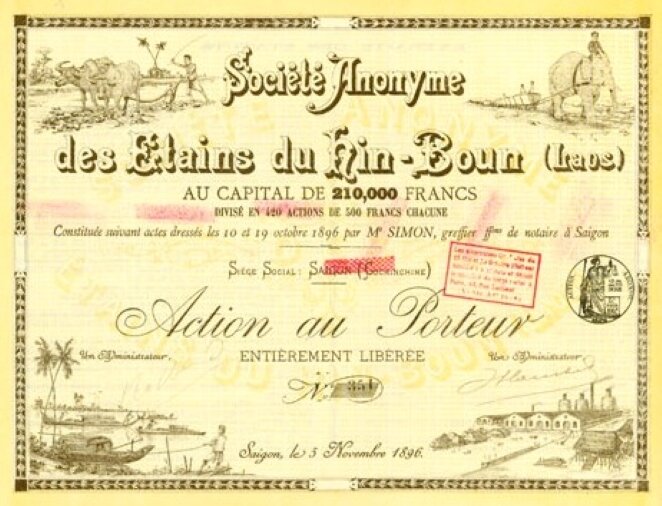 Société Anonyme
des Etains du Hin-Boun (Laos)
AU CAPITAL DE 210,000 FRANCS
DIVISÉ EN 420 ACTIONS DE 500 FRANCS CHACUNE
Constituée suivant actes dressés les 10 et 19 octobre 1896 par Me SIMON, greffier ffons de notaire à Saigon
SIÈGE SOCIAL: SAIGON (COCHINCHINE)
Action au Porteur
ENTIÈREMENT LIBÉRÉE
Un Administrateur,
Un Administrateur,
No 351
Saigon, le 5 Novembre 1896.